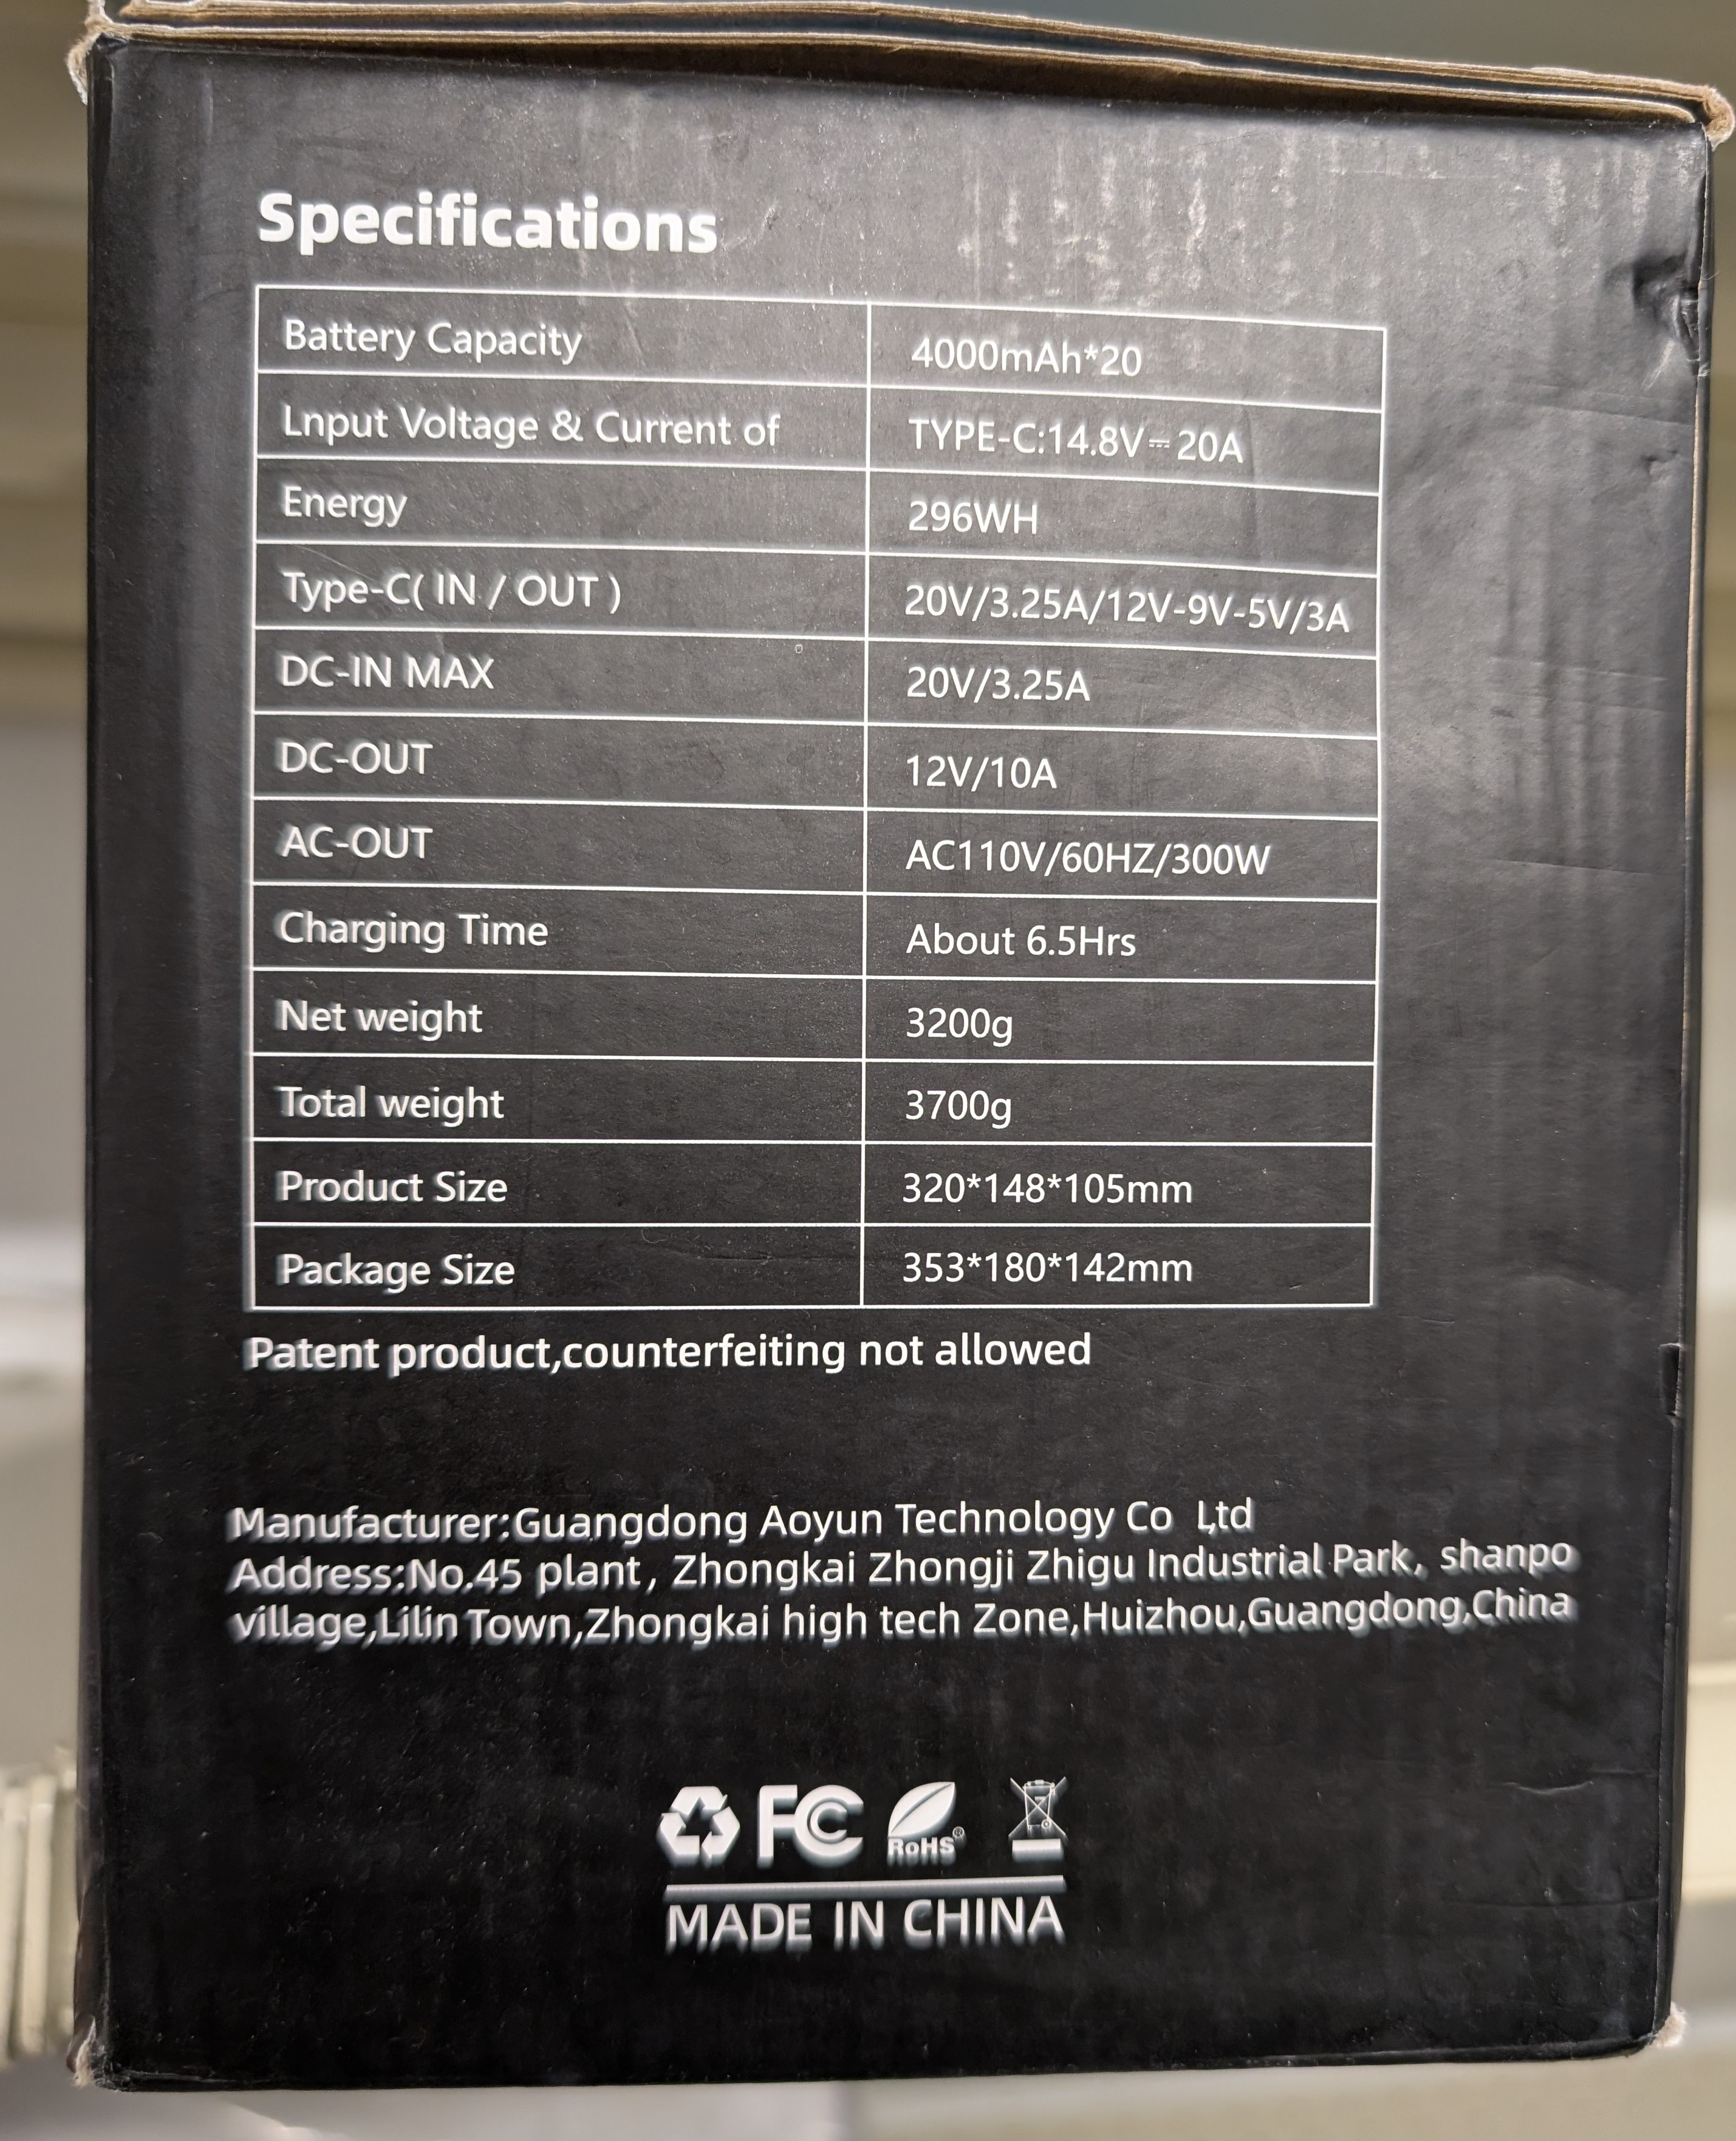 Specifications
Battery Capacity 4000mAh*20
Lnput Voltage & Current of TYPE-C:14.8V⎓20A
Energy 296WH
Type-C( IN / OUT ) 20V/3.25A/12V-9V-5V/3A
DC-IN MAX 20V/3.25A
DC-OUT 12V/10A
AC-OUT AC110V/60HZ/300W
Charging Time About 6.5Hrs
Net weight 3200g
Total weight 3700g
Product Size 320*148*105mm
Package Size 353*180*142mm
Patent product,counterfeiting not allowed
Manufacturer:Guangdong Aoyun Technology Co Ltd
Address:No.45 plant, Zhongkai Zhongji Zhigu Industrial Park, shanpo
village,Lilin Town,Zhongkai high tech Zone,Huizhou,Guangdong,China
FC RoHS®
MADE IN CHINA